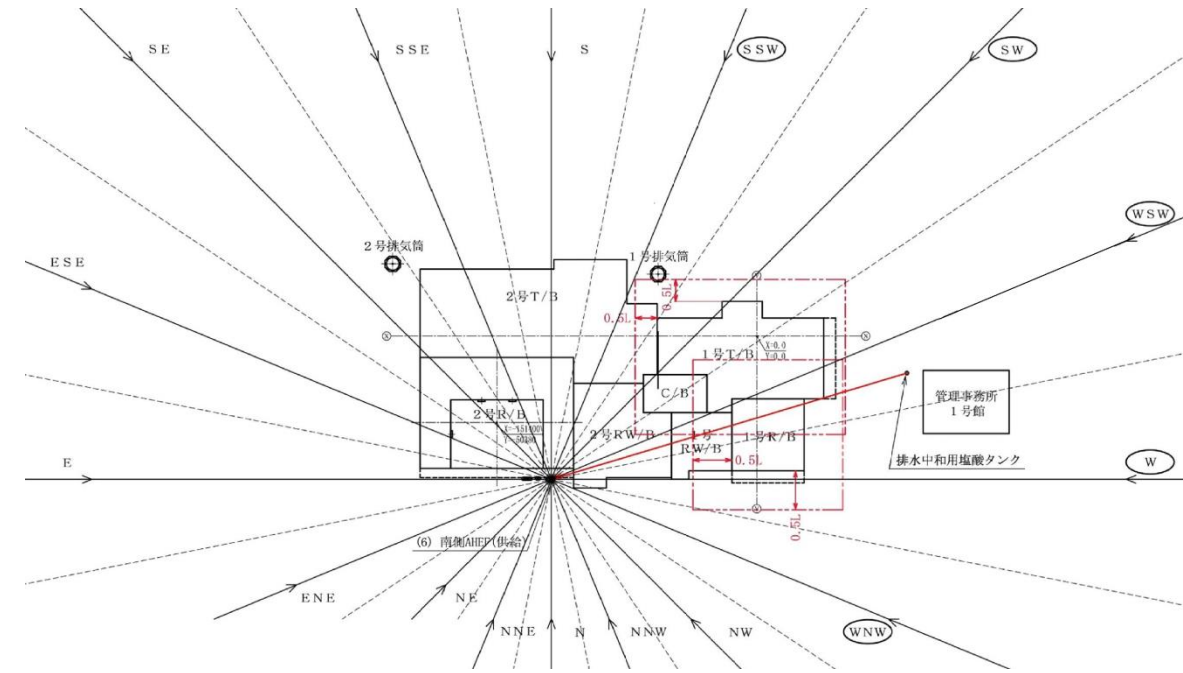 SE
SSE
S
SSW
SW
WSW
2号排気筒
1号排気筒
ESE
2号T/B
0.5L
0.5L
1号T/B
X=0.0
Y=0.0
C/B
管理事務所
1号館
2号R/B
2号RW/B
1号
RW/B
1号R/B
排水中和用塩酸タンク
E
0.5L
W
0.5L
(6) 南側AHEF(供給)
ENE
NE
NNE
N
NNW
NW
WNW